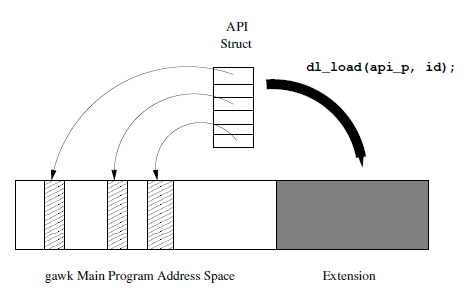 API
Struct
dl_load(api_p, id);
gawk Main Program Address Space
Extension